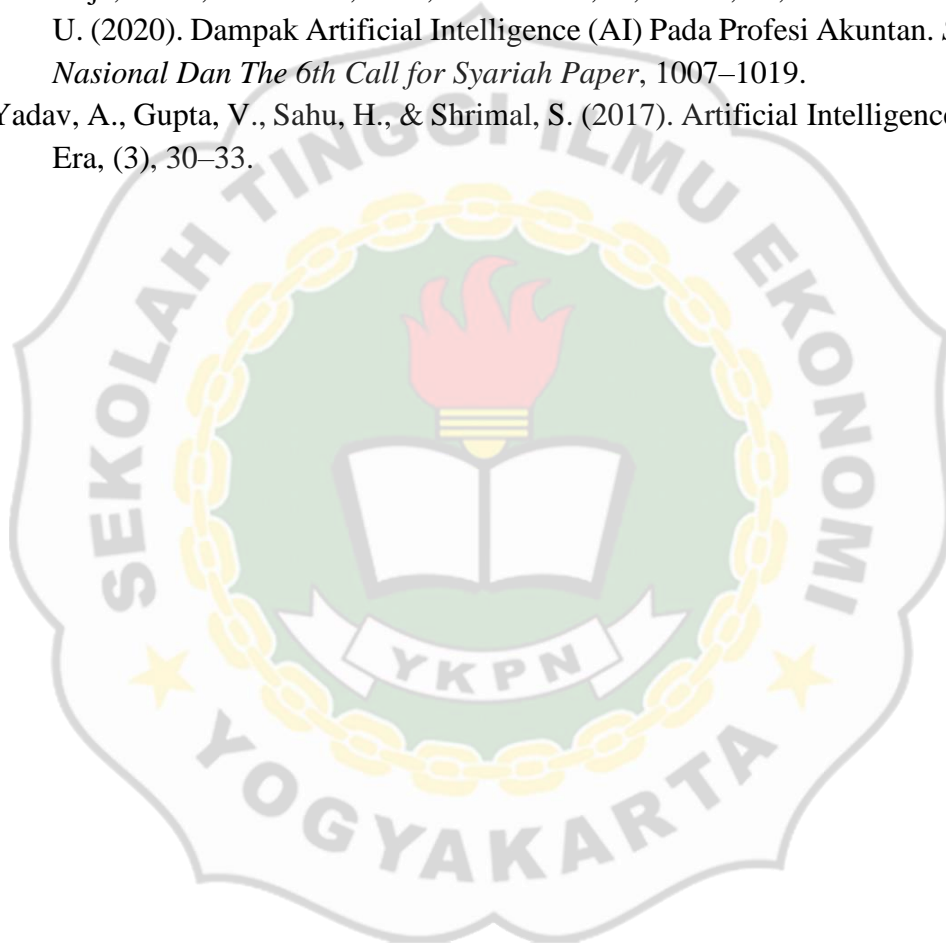 U. (2020). Dampak Artificial Intelligence (AI) Pada Profesi Akuntan.
Nasional Dan The 6th Call for Syariah Paper, 1007–1019.
Yadav, A., Gupta, V., Sahu, H., & Shrimal, S. (2017). Artificial Intelligence
Era, (3), 30–33.
SEKOLAH TINGGI ILMU EKONOMI
YKPN
YOGYAKARTA